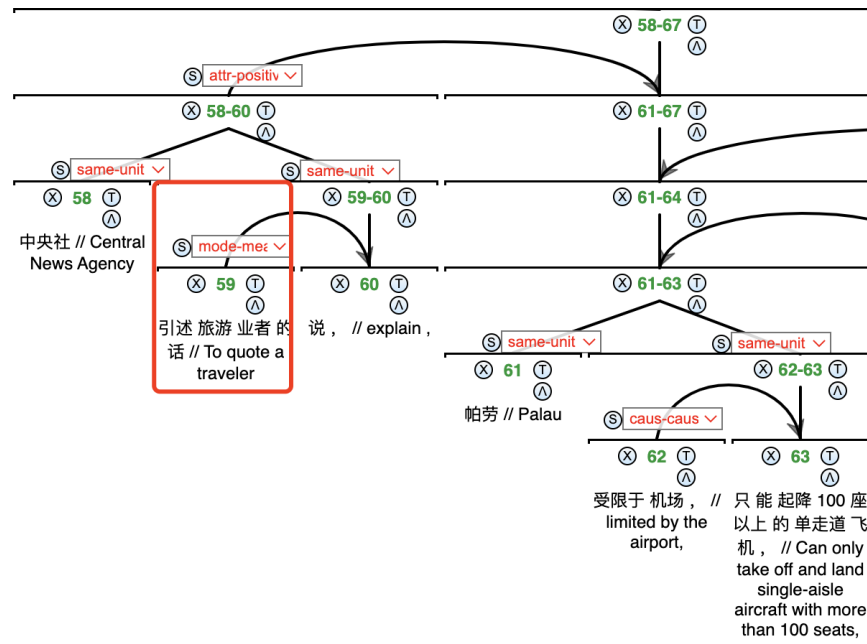 X 58-67 T
Λ
S attr-positiv
X 58-60 T
Λ
X 61-67 T
Λ
S same-unit
S same-unit
X 58 T
Λ
中央社 // Central
News Agency
X 59-60 T
Λ
X 61-64 T
Λ
S mode-mea
X 59 T
Λ
引述 旅游 业者 的
话 // To quote a
traveler
X 60 T
Λ
说 ， // explain ,
X 61-63 T
Λ
S same-unit
S same-unit
X 61 T
Λ
帕劳 // Palau
X 62-63 T
Λ
S caus-caus
X 62 T
Λ
受限于 机场 ， //
limited by the
airport,
X 63 T
Λ
只 能 起降 100 座
以上 的 单走道 飞
机 ， // Can only
take off and land
single-aisle
aircraft with more
than 100 seats,